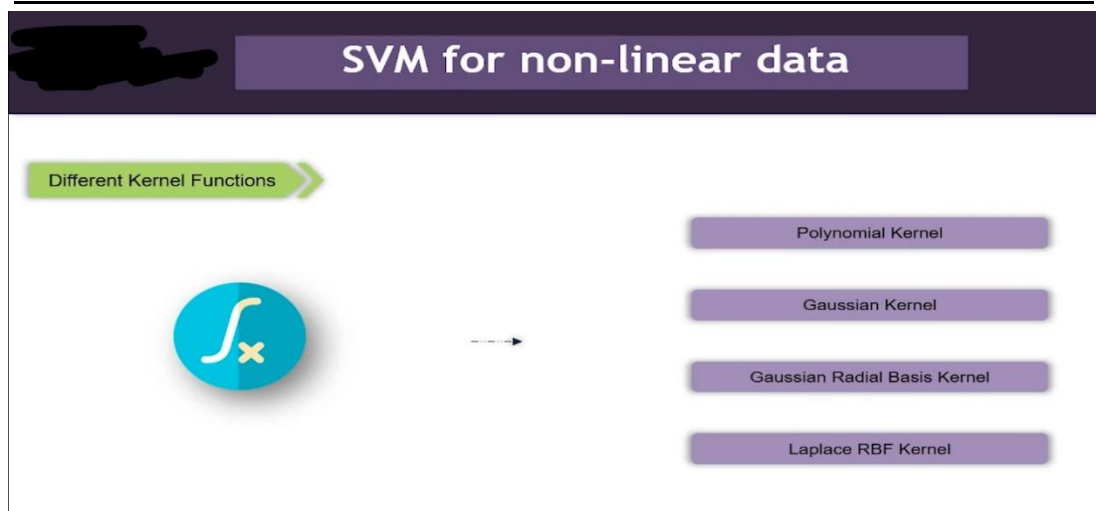 SVM for non-linear data
Different Kernel Functions
Polynomial Kernel
Gaussian Kernel
Gaussian Radial Basis Kernel
Laplace RBF Kernel